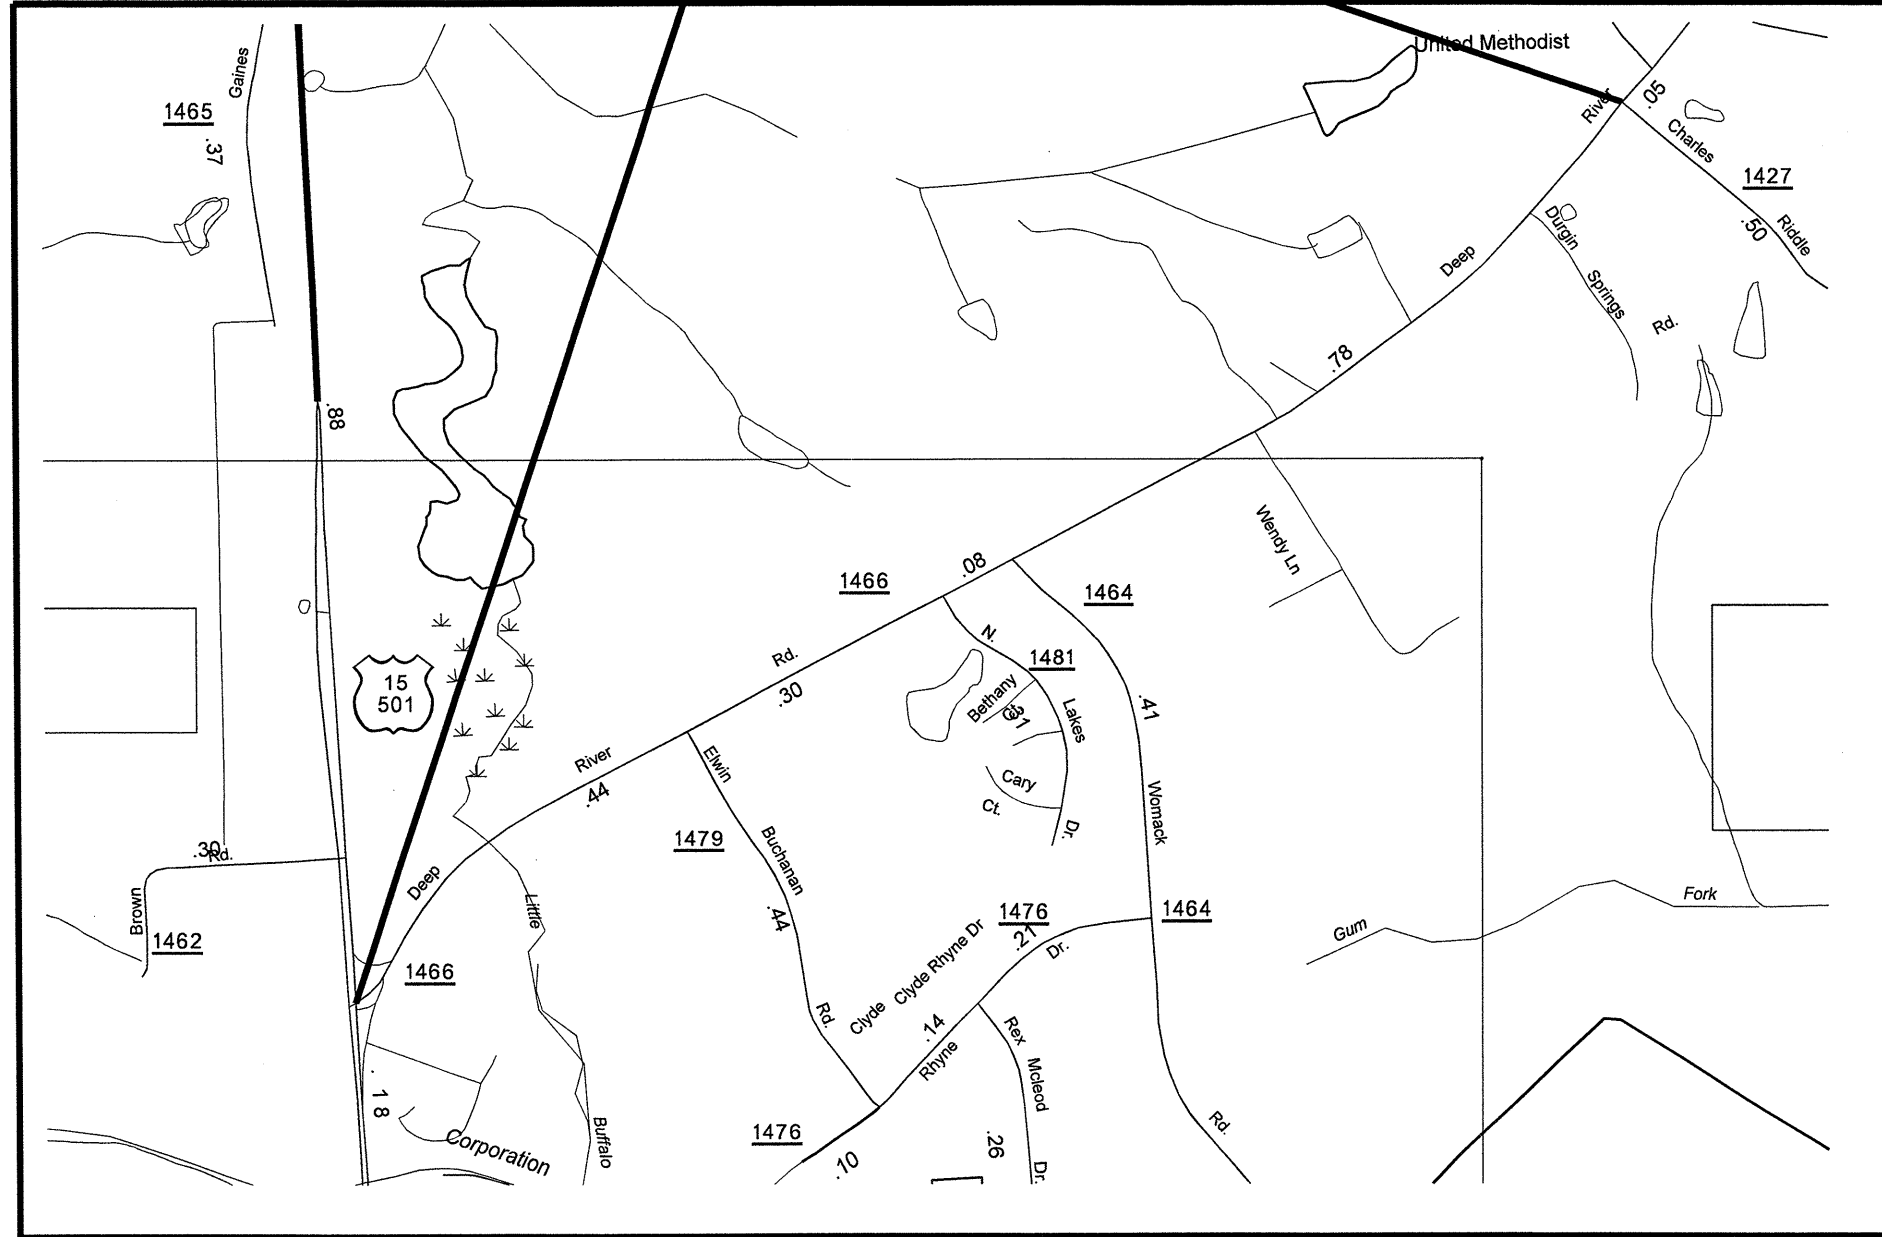 United Methodist
Gaines
1465
.37
River
.05
Charles
1427
.50
Riddle
Durgin
Springs
Rd.
Deep
.78
.88
Wendy Ln
.08
1466
1464
N.
1481
Bethany
Ct.
Lakes
Cary
Ct.
Dr.
.41
Womack
Rd.
.30
15
501
River
.44
Elwin
1479
Buchanan
.44
Rd.
.30
Rd.
Brown
1462
Deep
1466
Little
Buffalo
.18
Corporation
1476
.21
Dr.
Clyde Rhyne Dr
Clyde
.14
Rhyne
1464
Rex
Mcleod
Dr.
.26
1476
.10
Rd.
Gum
Fork